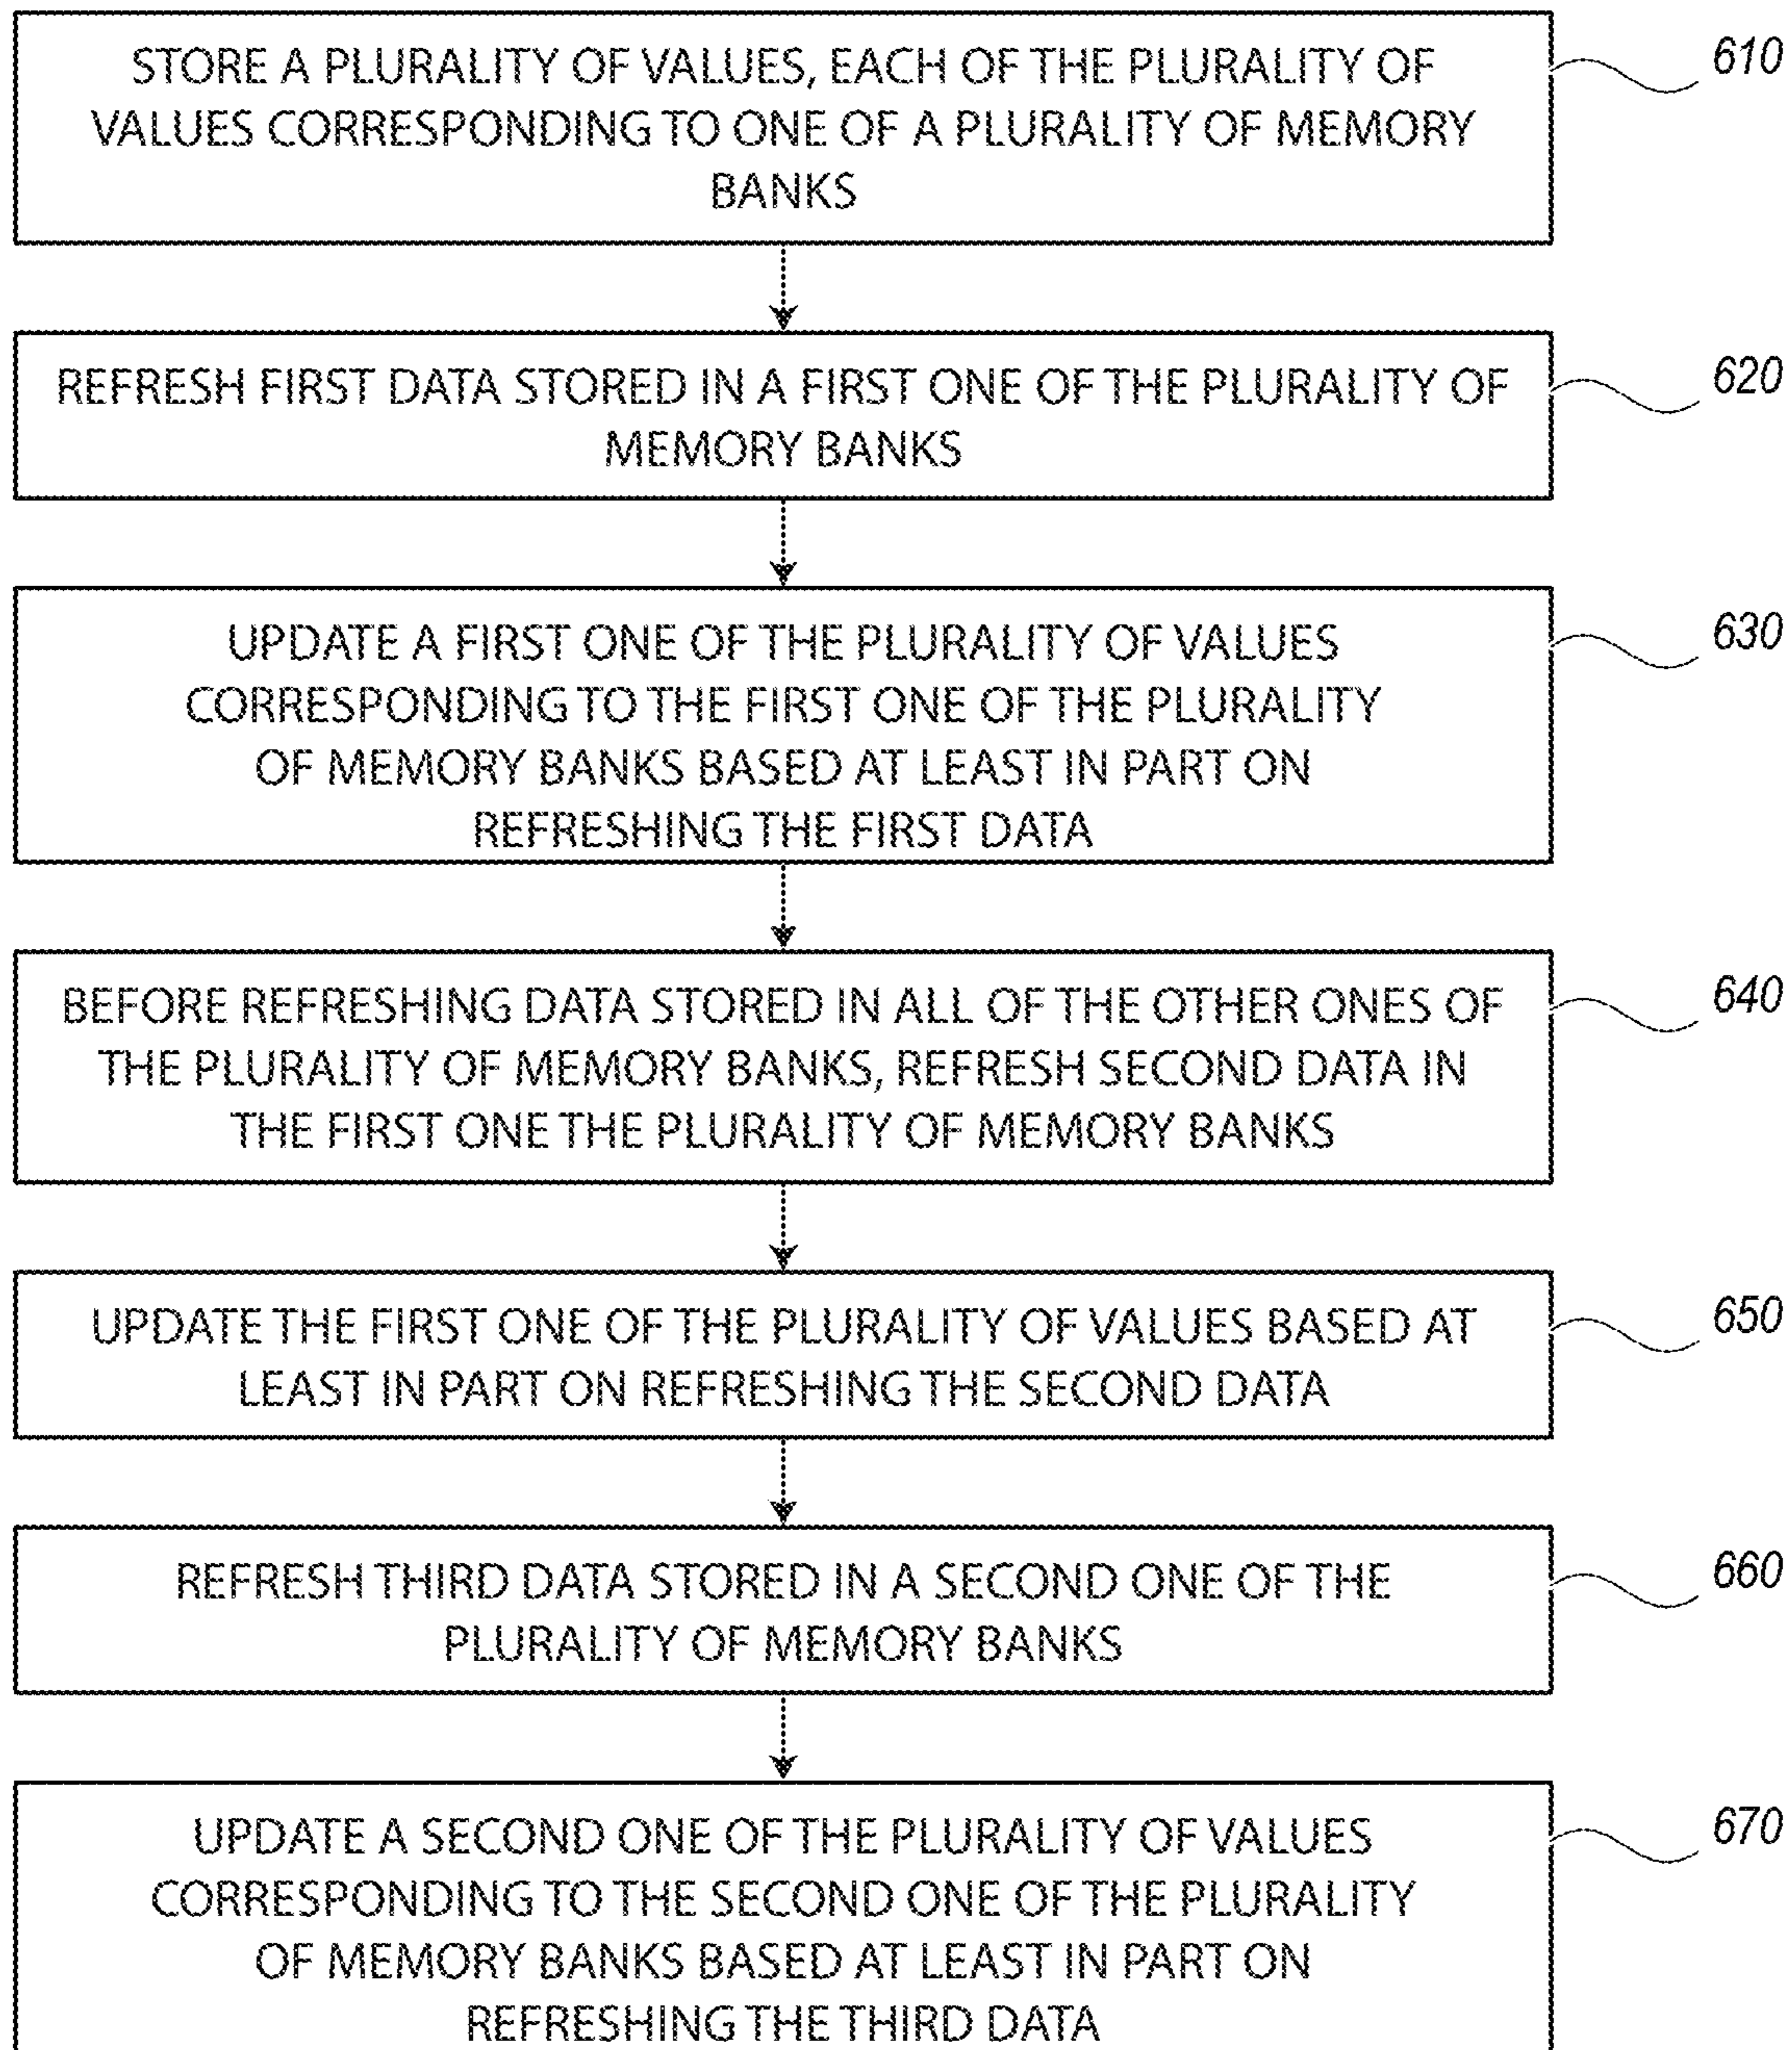 STORE A PLURALITY OF VALUES, EACH OF THE PLURALITY OF
VALUES CORRESPONDING TO ONE OF A PLURALITY OF MEMORY
BANKS
610
REFRESH FIRST DATA STORED IN A FIRST ONE OF THE PLURALITY OF
MEMORY BANKS
620
UPDATE A FIRST ONE OF THE PLURALITY OF VALUES
CORRESPONDING TO THE FIRST ONE OF THE PLURALITY
OF MEMORY BANKS BASED AT LEAST IN PART ON
REFRESHING THE FIRST DATA
630
BEFORE REFRESHING DATA STORED IN ALL OF THE OTHER ONES OF
THE PLURALITY OF MEMORY BANKS, REFRESH SECOND DATA IN
THE FIRST ONE THE PLURALITY OF MEMORY BANKS
640
UPDATE THE FIRST ONE OF THE PLURALITY OF VALUES BASED AT
LEAST IN PART ON REFRESHING THE SECOND DATA
650
REFRESH THIRD DATA STORED IN A SECOND ONE OF THE
PLURALITY OF MEMORY BANKS
660
UPDATE A SECOND ONE OF THE PLURALITY OF VALUES
CORRESPONDING TO THE SECOND ONE OF THE PLURALITY
OF MEMORY BANKS BASED AT LEAST IN PART ON
REFRESHING THE THIRD DATA
670